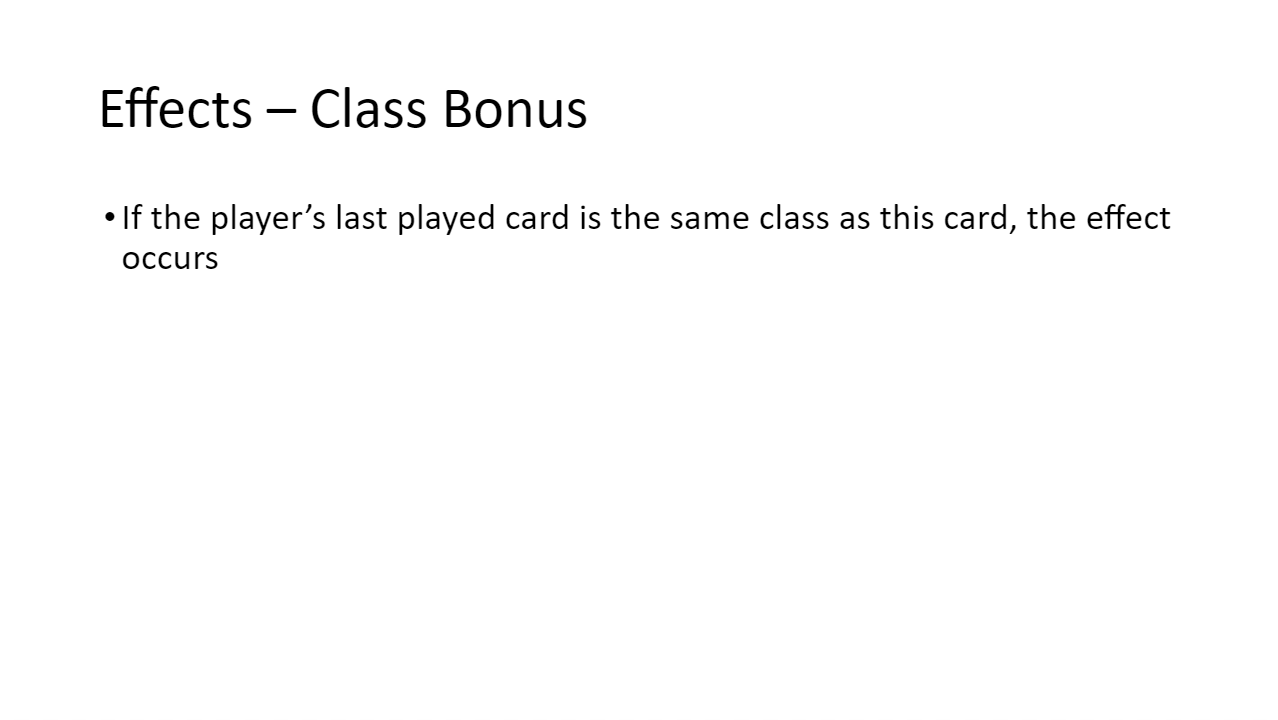 Effects – Class Bonus
• If the player’s last played card is the same class as this card, the effect
occurs